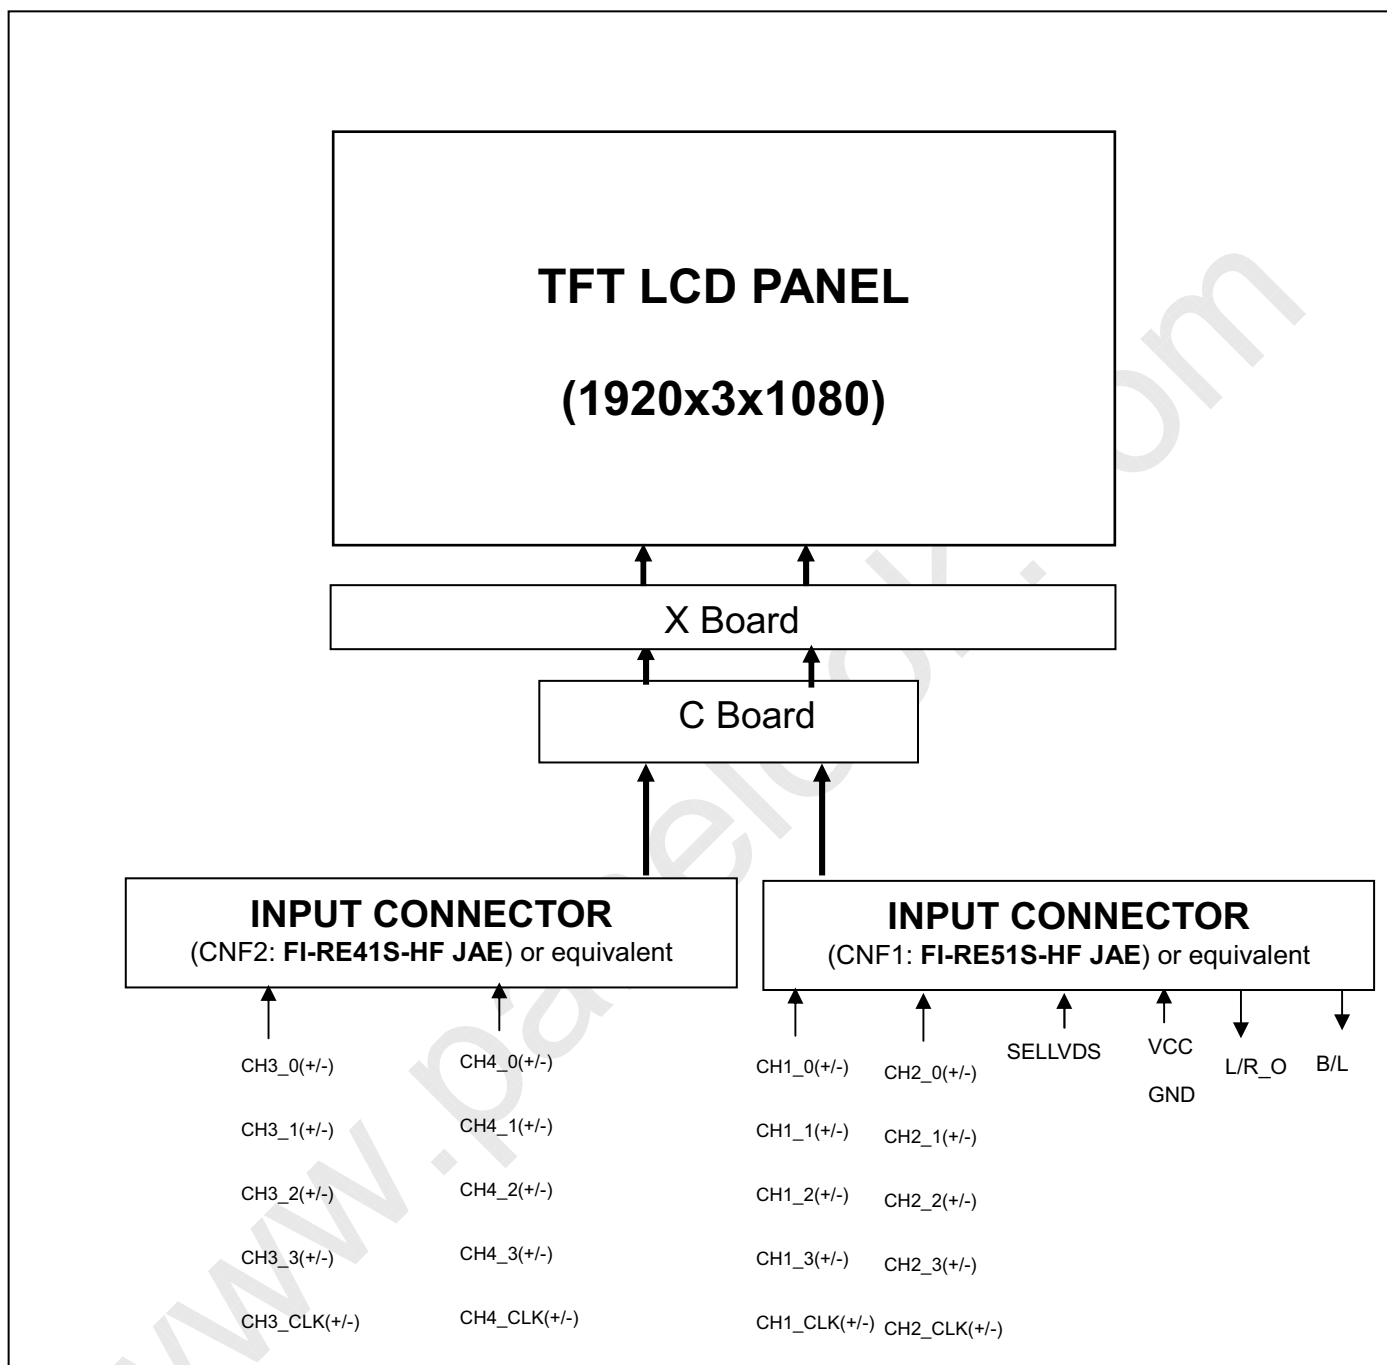 TFT LCD PANEL
(1920x3x1080)
X Board
C Board
INPUT CONNECTOR
(CNF2: FI-RE41S-HF JAE) or equivalent
INPUT CONNECTOR
(CNF1: FI-RE51S-HF JAE) or equivalent
CH3_0(+/-)
CH3_1(+/-)
CH3_2(+/-)
CH3_3(+/-)
CH3_CLK(+/-)
CH4_0(+/-)
CH4_1(+/-)
CH4_2(+/-)
CH4_3(+/-)
CH4_CLK(+/-)
CH1_0(+/-)
CH1_1(+/-)
CH1_2(+/-)
CH1_3(+/-)
CH1_CLK(+/-)
CH2_0(+/-)
CH2_1(+/-)
CH2_2(+/-)
CH2_3(+/-)
CH2_CLK(+/-)
SELLVDS
VCC
GND
L/R_O
B/L